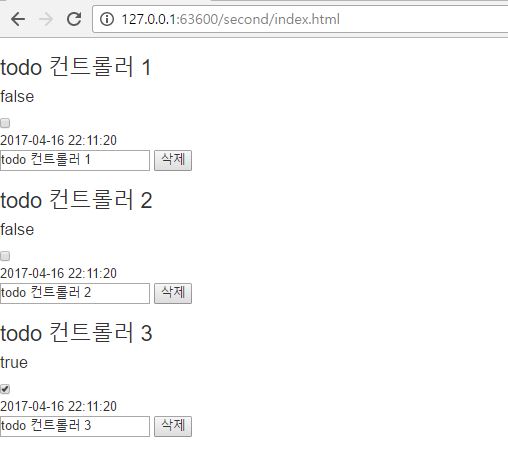 127.0.0.1:63600/second/index.html
todo 컨트롤러 1
false
2017-04-16 22:11:20
todo 컨트롤러 1 삭제
todo 컨트롤러 2
false
2017-04-16 22:11:20
todo 컨트롤러 2 삭제
todo 컨트롤러 3
true
2017-04-16 22:11:20
todo 컨트롤러 3 삭제